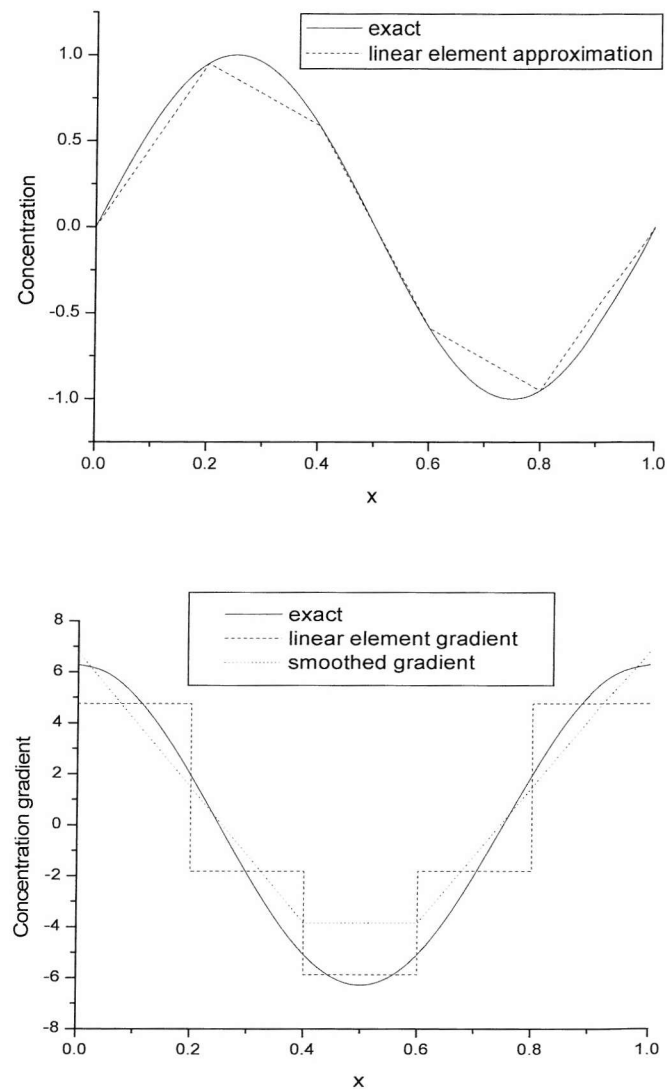 exact
linear element approximation
1.0
0.5
0.0
-0.5
-1.0
Concentration
0.0
0.2
0.4
0.6
0.8
1.0
x
exact
linear element gradient
smoothed gradient
8
6
4
2
0
-2
-4
-6
-8
Concentration gradient
0.0
0.2
0.4
0.6
0.8
1.0
x